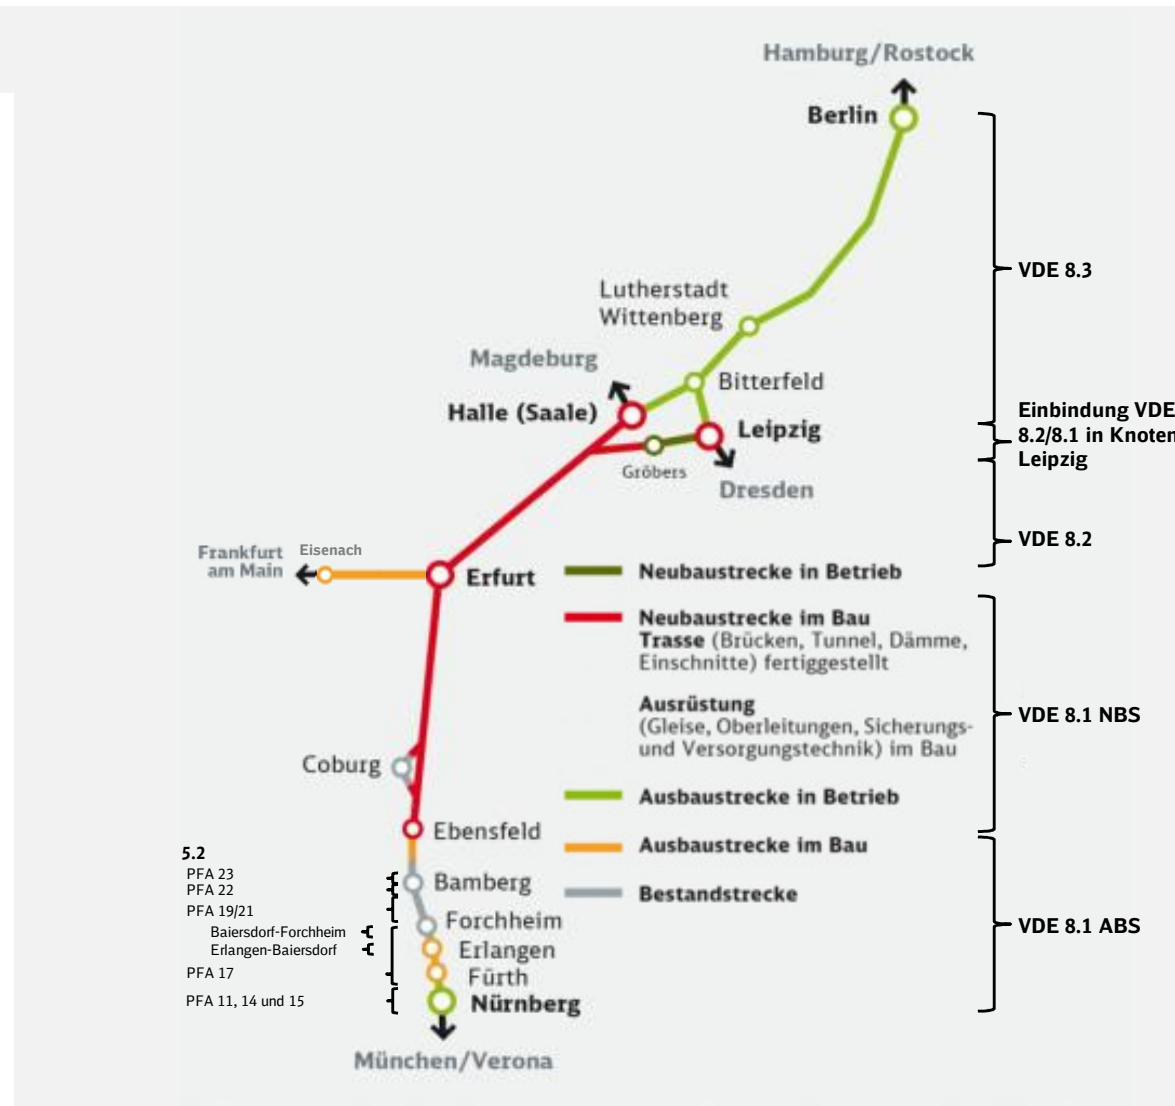 Hamburg/Rostock
Berlin
VDE 8.3
Lutherstadt
Wittenberg
Magdeburg
Bitterfeld
Halle (Saale)
Leipzig
Gröbers
Dresden
Einbindung VDE
8.2/8.1 in Knoten
Leipzig
VDE 8.2
Frankfurt
am Main
Eisenach
Erfurt
Neubaustrecke in Betrieb
Neubaustrecke im Bau
Trasse (Brücken, Tunnel, Dämme,
Einschnitte) fertiggestellt
Ausrüstung
(Gleise, Oberleitungen, Sicherungs-
und Versorgungstechnik) im Bau
Ausbaustrecke in Betrieb
Ausbaustrecke im Bau
Bestandstrecke
VDE 8.1 NBS
Coburg
Ebensfeld
5.2
PFA 23
PFA 22
Bamberg
PFA 19/21
Forchheim
Baiersdorf-Forchheim
Erlangen-Baiersdorf
Erlangen
PFA 17
Fürth
PFA 11, 14 und 15
Nürnberg
VDE 8.1 ABS
München/Verona